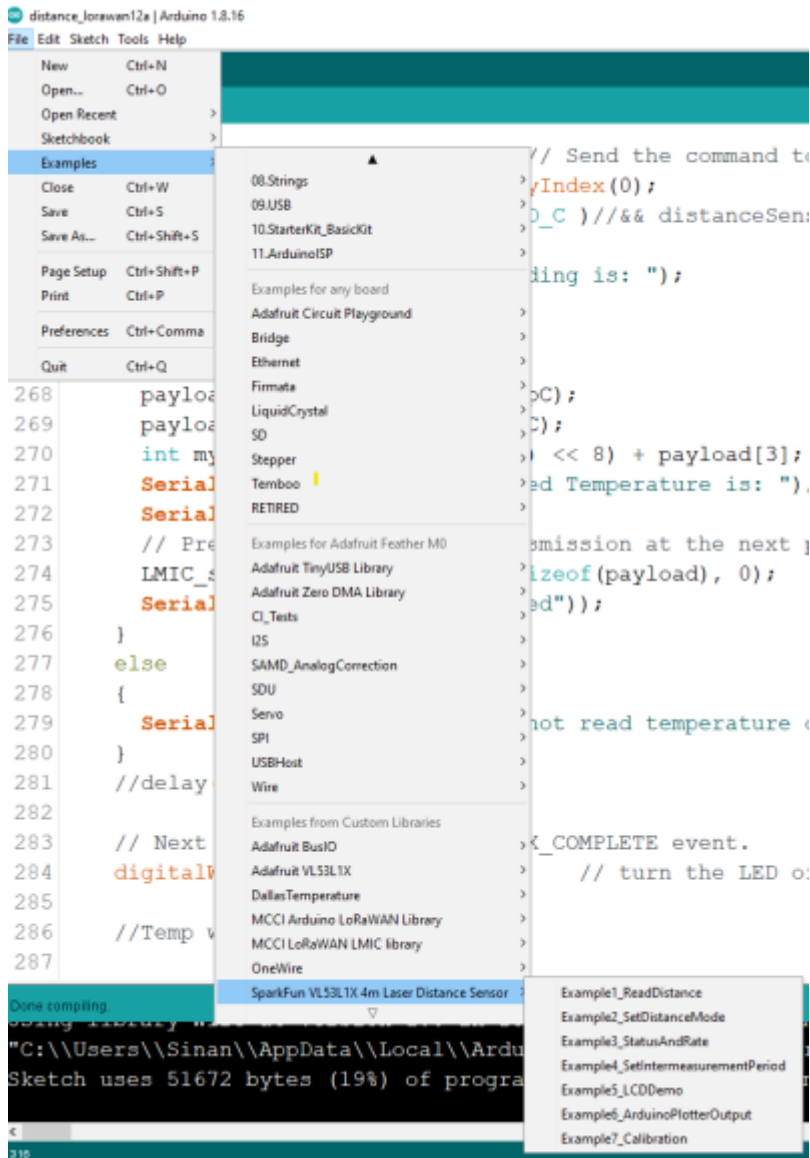 distance_lorawan12a | Arduino 1.8.16
File Edit Sketch Tools Help
New Ctrl+N
Open... Ctrl+O
Open Recent
Sketchbook
Examples
Close Ctrl+W
Save Ctrl+S
Save As... Ctrl+Shift+S
Page Setup Ctrl+Shift+P
Print Ctrl+P
Preferences Ctrl+Comma
Quit Ctrl+Q
08.Strings
09.USB
10.StarterKit_BasicKit
11.ArduinoISP
Examples for any board
Adafruit Circuit Playground
Bridge
Ethernet
Firmata
LiquidCrystal
SD
Stepper
Temboo
RETIRED
Examples for Adafruit Feather M0
Adafruit TinyUSB Library
Adafruit Zero DMA Library
CI_Tests
I2S
SAMD_AnalogCorrection
SDU
Servo
SPI
USBHost
Wire
Examples from Custom Libraries
Adafruit BusIO
Adafruit VL53L1X
DallasTemperature
MCCI Arduino LoRaWAN Library
MCCI LoRaWAN LMIC library
OneWire
SparkFun VL53L1X 4m Laser Distance Sensor
Example1_ReadDistance
Example2_SetDistanceMode
Example3_StatusAndRate
Example4_SetIntermeasurementPeriod
Example5_LCDDemo
Example6_ArduinoPlotterOutput
Example7_Calibration
// Send the command to
yIndex(0);
D_C )//&& distanceSens
ding is: ");
268 payloa oC);
269 payloa C);
270 int my ) << 8) + payload[3];
271 Serial ed Temperature is: ")
272 Serial
273 // Pre smission at the next p
274 LMIC_s izeof(payload), 0);
275 Serial ed"));
276 }
277 else
278 {
279 Serial not read temperature
280 }
281 //delay
282
283 // Next X_COMPLETE event.
284 digitalW // turn the LED o
285
286 //Temp w
287
Done compiling.
"C:\\Users\\Sinan\\AppData\\Local\\Ardu
Sketch uses 51672 bytes (19%) of progra
316